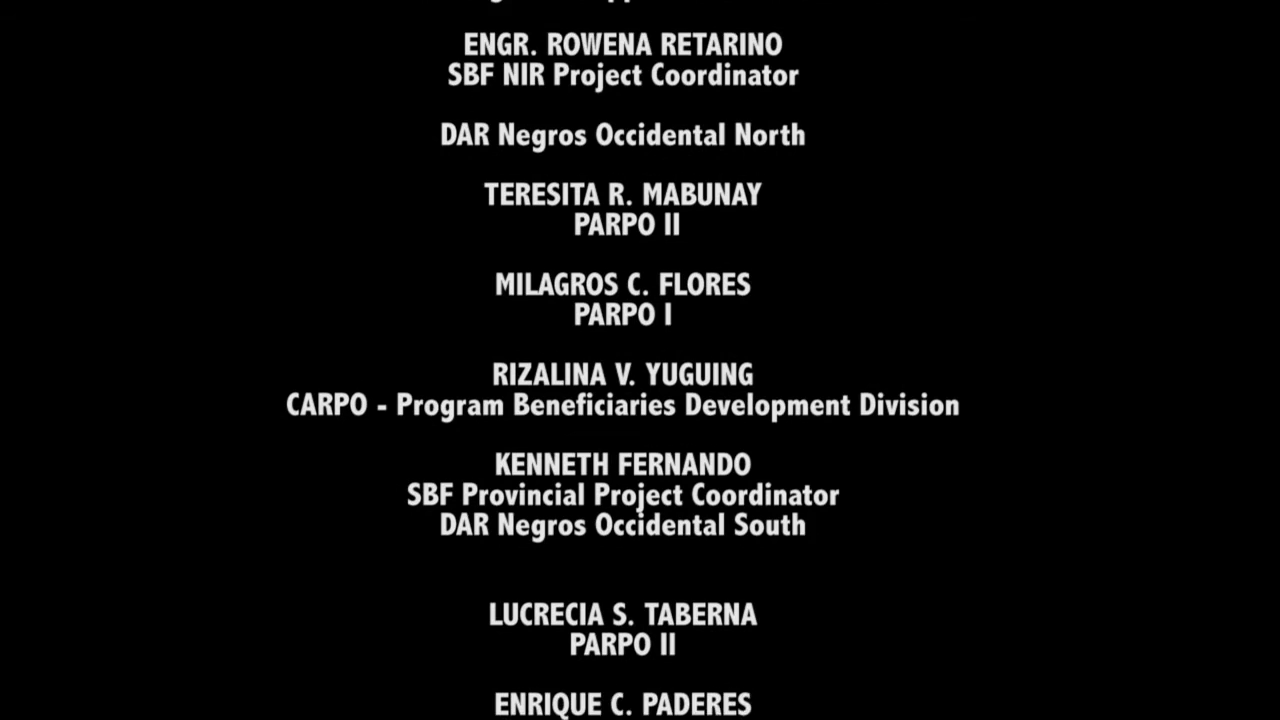 ENGR. ROWENA RETARINO
SBF NIR Project Coordinator
DAR Negros Occidental North
TERESITA R. MABUNAY
PARPO II
MILAGROS C. FLORES
PARPO I
RIZALINA V. YUGUING
CARPO - Program Beneficiaries Development Division
KENNETH FERNANDO
SBF Provincial Project Coordinator
DAR Negros Occidental South
LUCRECIA S. TABERNA
PARPO II
ENRIQUE C. PADERES